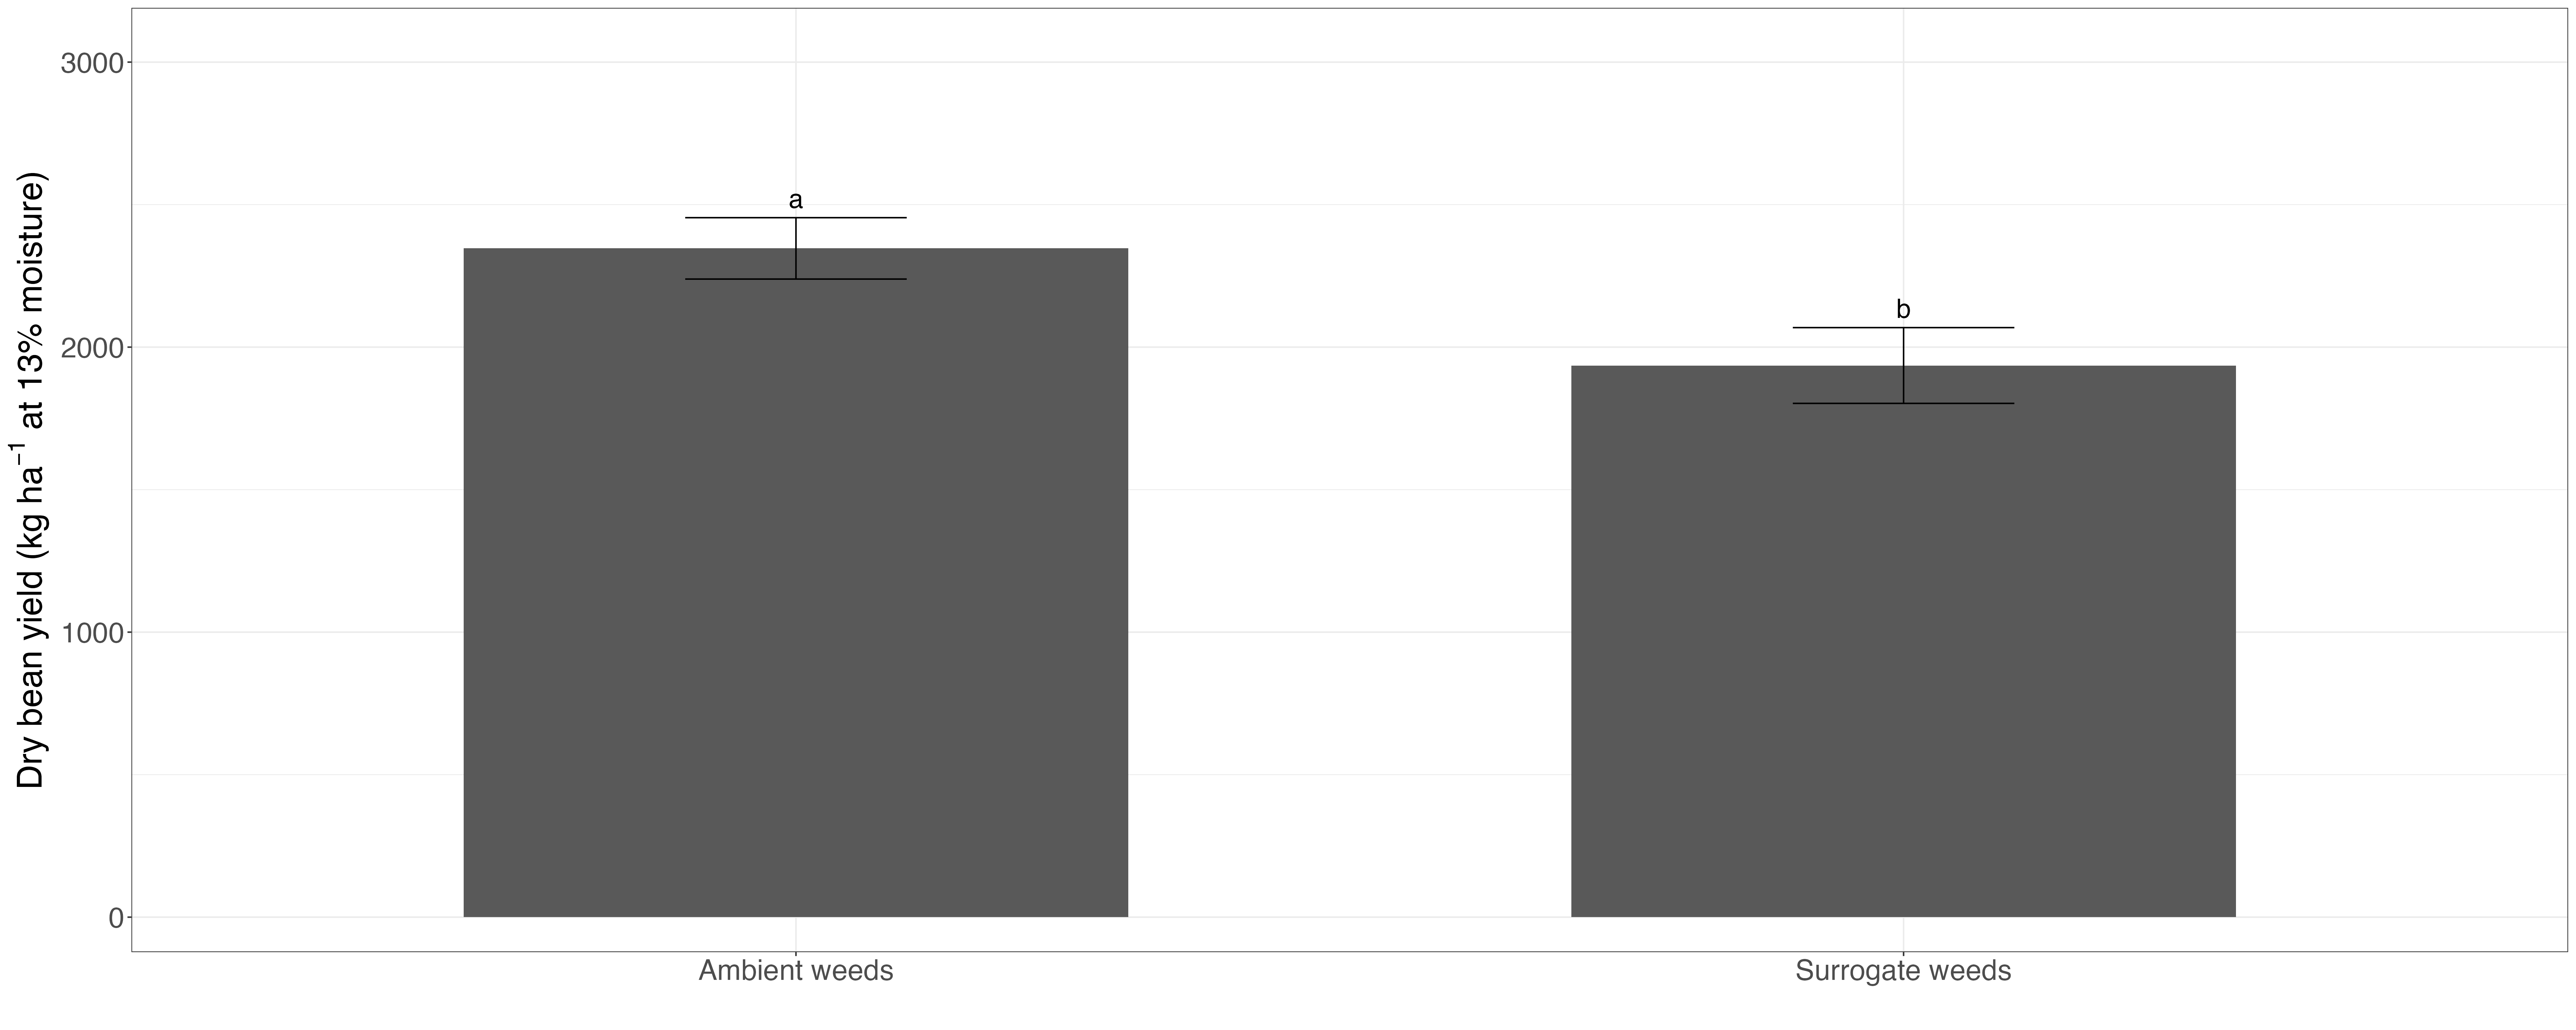 Dry bean yield (kg ha⁻¹ at 13% moisture)
3000
2000
1000
0
a
b
Ambient weeds
Surrogate weeds